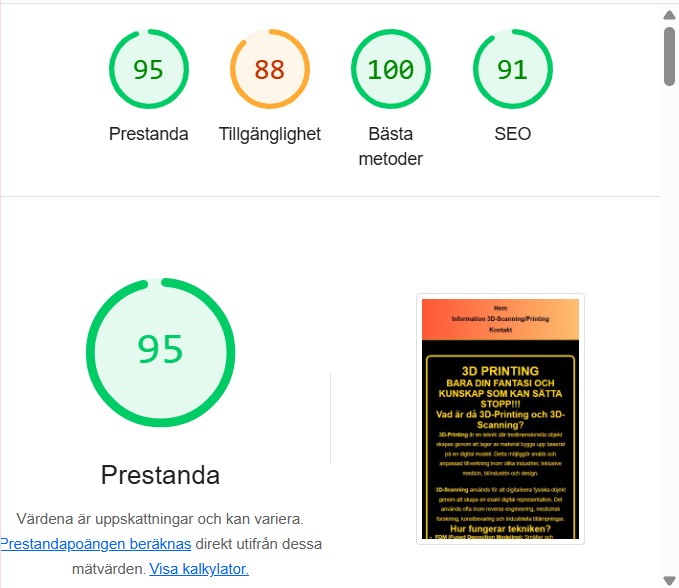 95
88
100
91
Prestanda
Tillgänglighet
Bästa
metoder
SEO
95
Prestanda
Värdena är uppskattningar och kan variera.
Prestandapoängen beräknas direkt utifrån dessa
mätvärden. Visa kalkylator.
Hem
Information 3D-Scanning/Printing
Kontakt
3D PRINTING
BARA DIN FANTASI OCH
KUNSKAP SOM KAN SÄTTA
STOPP!!!
Vad är då 3D-Printing och 3D-
Scanning?
3D-Printing är en teknik där tredimensionella objekt
skapas genom att lager av material byggs upp baserat
på en digital modell. Detta möjliggör snabb och
anpassad tillverkning inom olika industrier, inklusive
medicin, bilindustrin och design.
3D-Scanning används för att digitalisera fysiska objekt
genom att skapa en exakt digital representation. Det
används ofta inom reverse engineering, medicinsk
forskning, konstbevaring och industriella tillämpningar.
Hur fungerar tekniken?
FDM (Fused Deposition Modeling): Smälter och